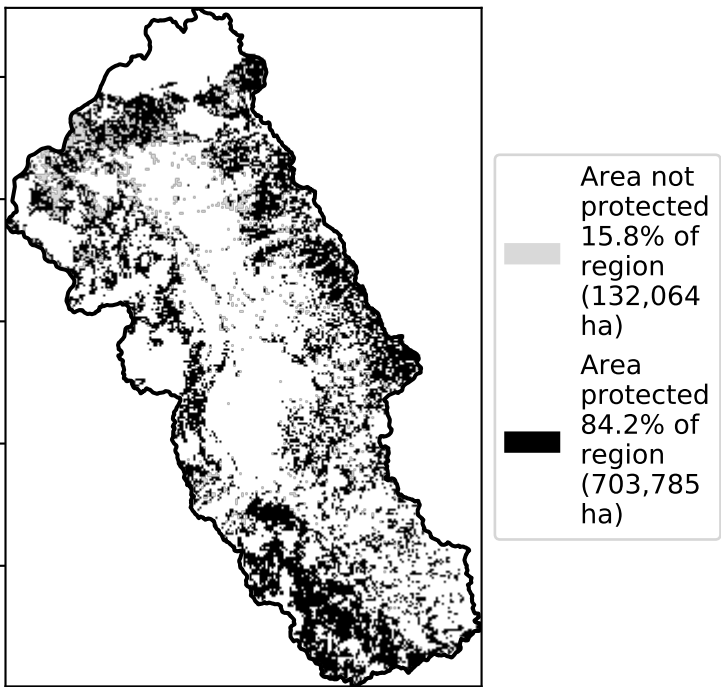 Area not
protected
15.8% of
region
(132,064
ha)
Area
protected
84.2% of
region
(703,785
ha)